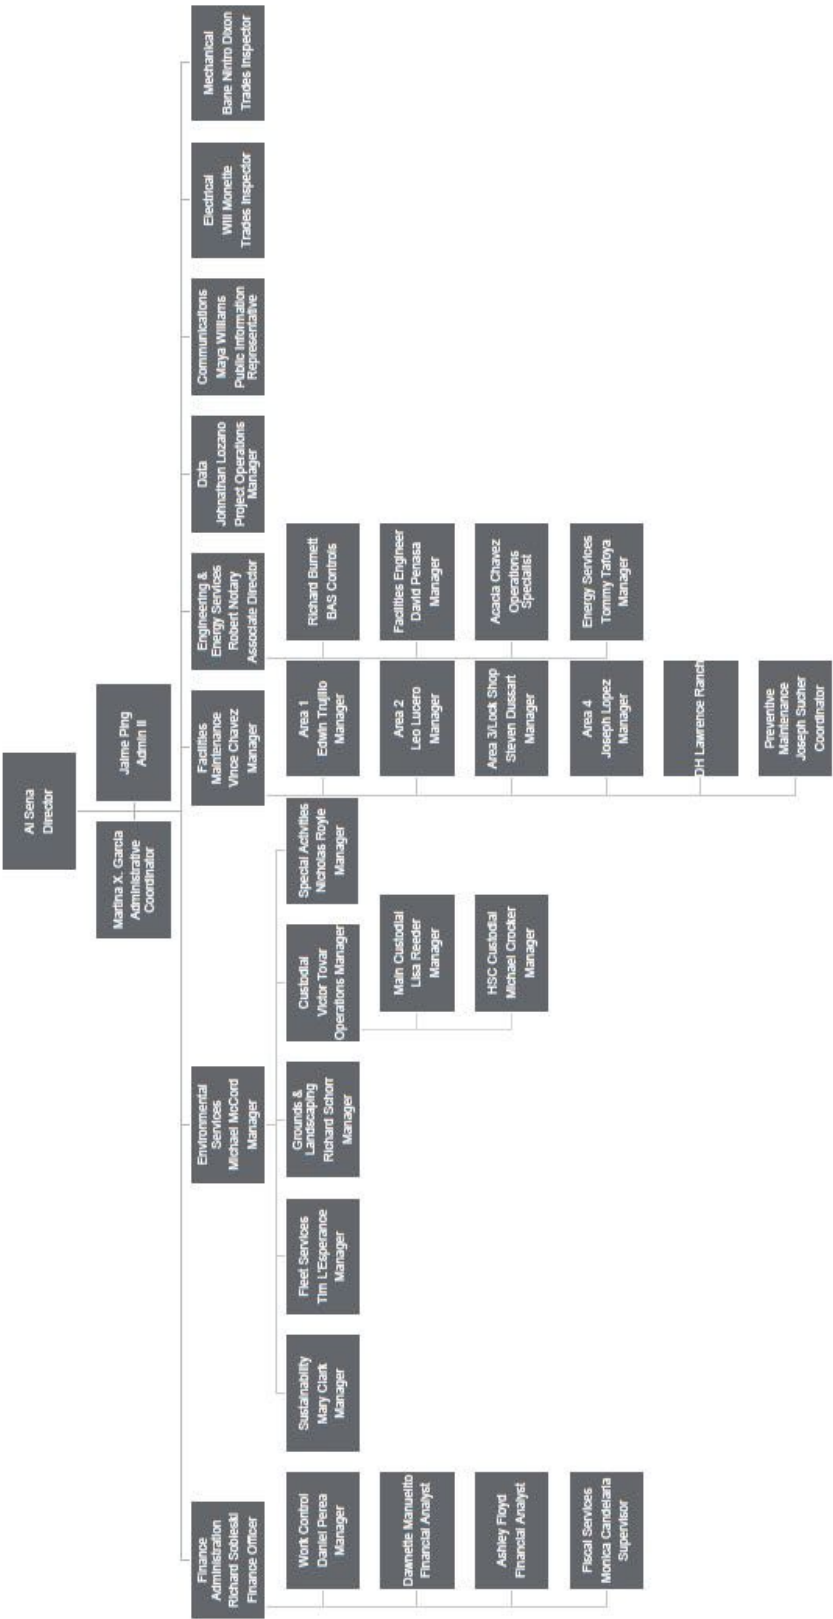 Al Sena
Director
Martina X. Garcia
Administrative
Coordinator
Jaime Ping
Admin II
Finance
Administration
Richard Sobieski
Finance Officer
Work Control
Daniel Perea
Manager
Dawnette Manuelito
Financial Analyst
Ashley Floyd
Financial Analyst
Fiscal Services
Monica Candelaria
Supervisor
Environmental
Services
Michael McCord
Manager
Sustainability
Mary Clark
Manager
Fleet Services
Tim L'Esperance
Manager
Grounds &
Landscaping
Richard Schorr
Manager
Custodial
Victor Tovar
Operations Manager
Main Custodial
Lisa Reeder
Manager
HSC Custodial
Michael Crocker
Manager
Special Activities
Nicholas Royle
Manager
Facilities
Maintenance
Vince Chavez
Manager
Area 1
Edwin Trujillo
Manager
Area 2
Leo Lucero
Manager
Area 3/Lock Shop
Steven Dussart
Manager
Area 4
Joseph Lopez
Manager
DH Lawrence Ranch
Preventive
Maintenance
Joseph Sucher
Coordinator
Engineering &
Energy Services
Robert Notary
Associate Director
Richard Burnett
BAS Controls
Facilities Engineer
David Penasa
Manager
Acacia Chavez
Operations
Specialist
Energy Services
Tommy Tafoya
Manager
Data
Johnathan Lozano
Project Operations
Manager
Communications
Maya Williams
Public Information
Representative
Electrical
Will Monette
Trades Inspector
Mechanical
Bane Nintro Dixon
Trades Inspector